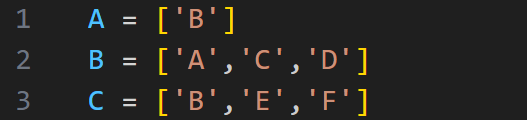 1 A = ['B']
2 B = ['A','C','D']
3 C = ['B','E','F']